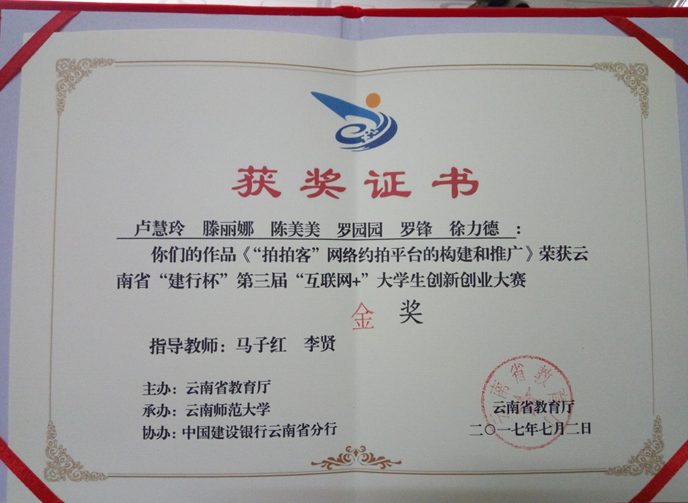 获奖证书
卢慧玲 滕丽娜 陈美美 罗园园 罗锋 徐力德 :
你们的作品《“拍拍客”网络约拍平台的构建和推广》荣获云
南省“建行杯”第三届“互联网+”大学生创新创业大赛
金 奖
指导教师:马子红 李贤
主办:云南省教育厅
承办:云南师范大学
协办:中国建设银行云南省分行
云南省教育厅
云南省教育厅
二〇一七年七月二日